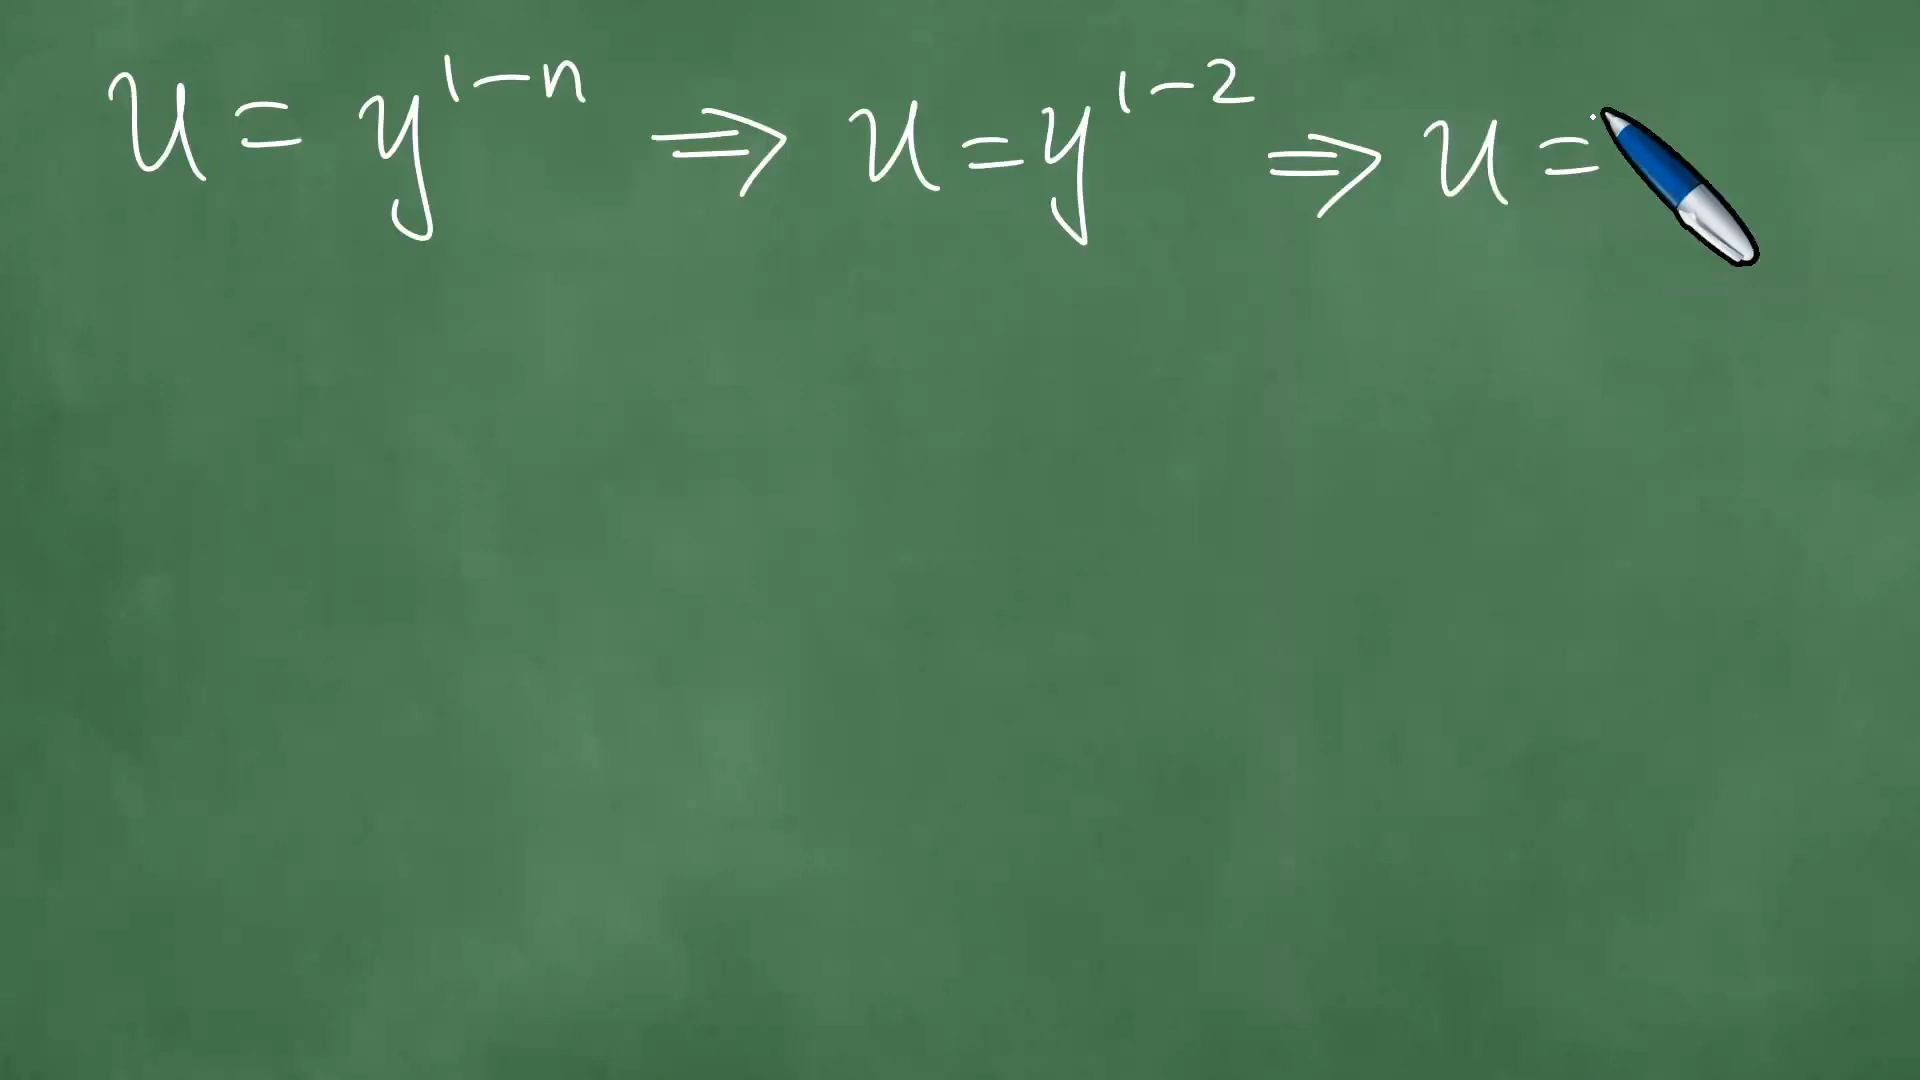 u = y^{1-n} ⇒ u = y^{1-2} ⇒ u =